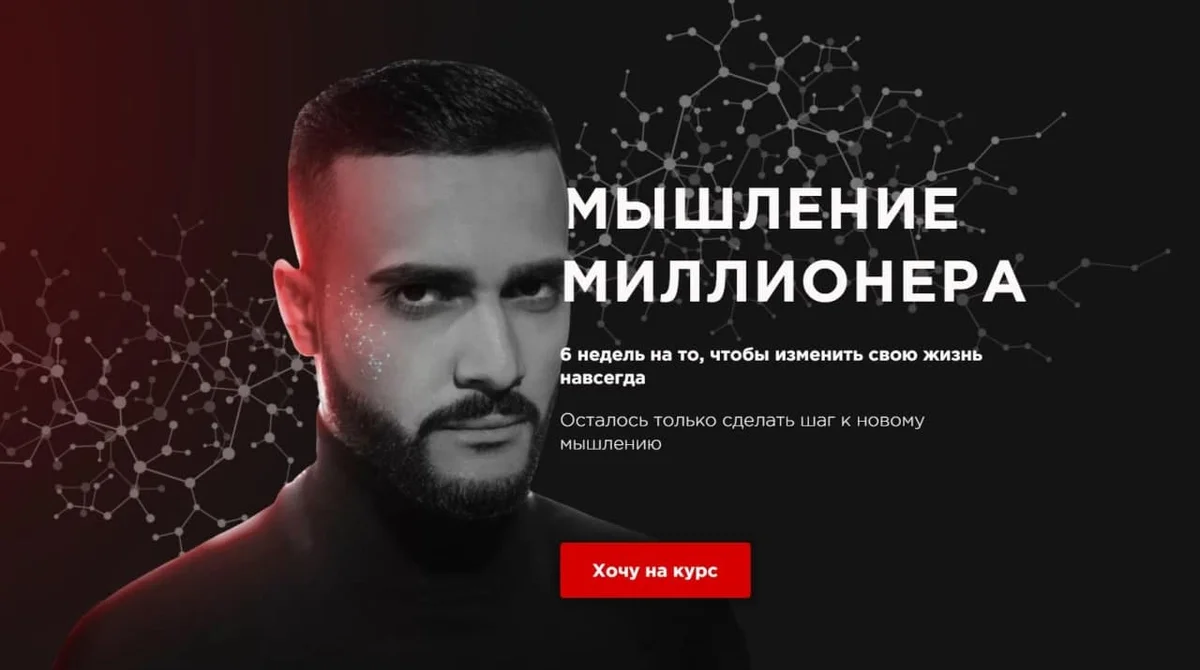 МЫШЛЕНИЕ
МИЛЛИОНЕРА
6 недель на то, чтобы изменить свою жизнь
навсегда
Осталось только сделать шаг к новому
мышлению
Хочу на курс